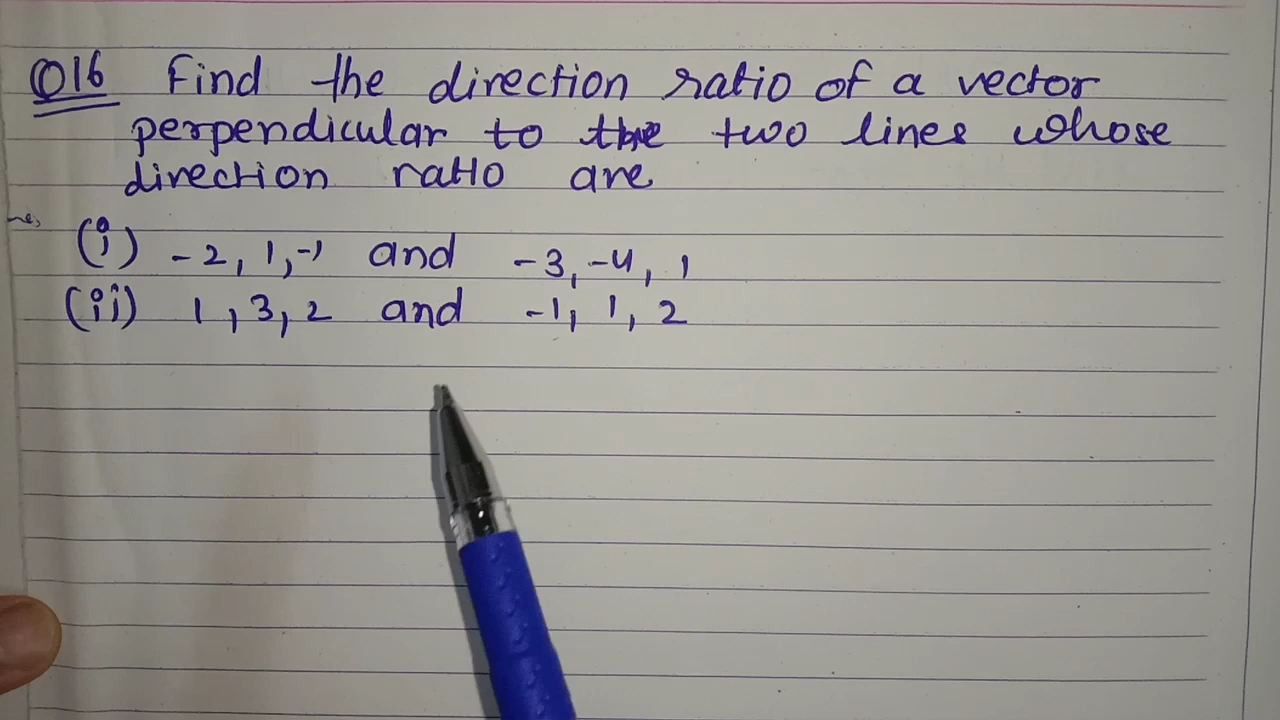 Q16 Find the direction ratio of a vector
perpendicular to the two lines whose
direction ratio are
(i) -2, 1, -1 and -3, -4, 1
(ii) 1, 3, 2 and -1, 1, 2